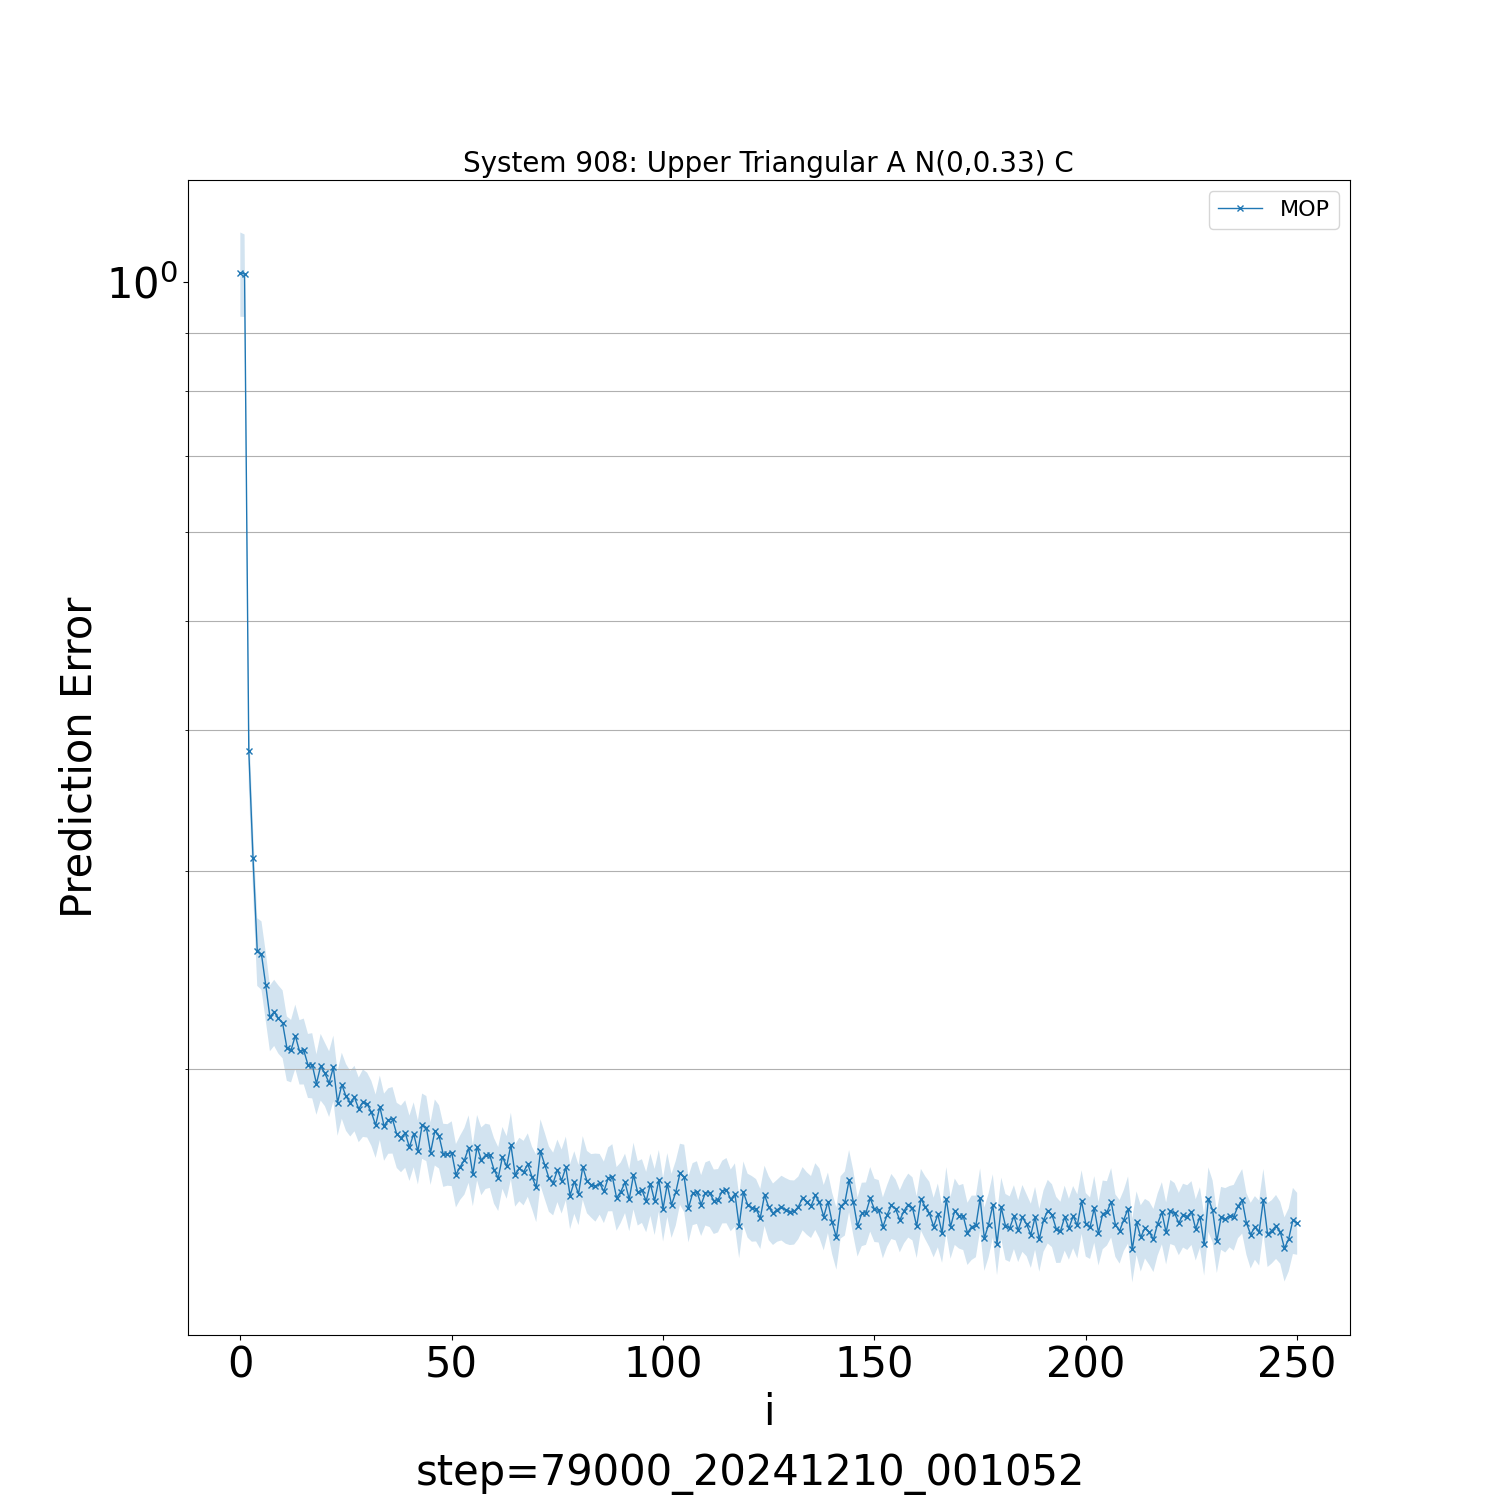 System 908: Upper Triangular A N(0,0.33) C
MOP
10⁰
Prediction Error
0 50 100 150 200 250
i
step=79000_20241210_001052